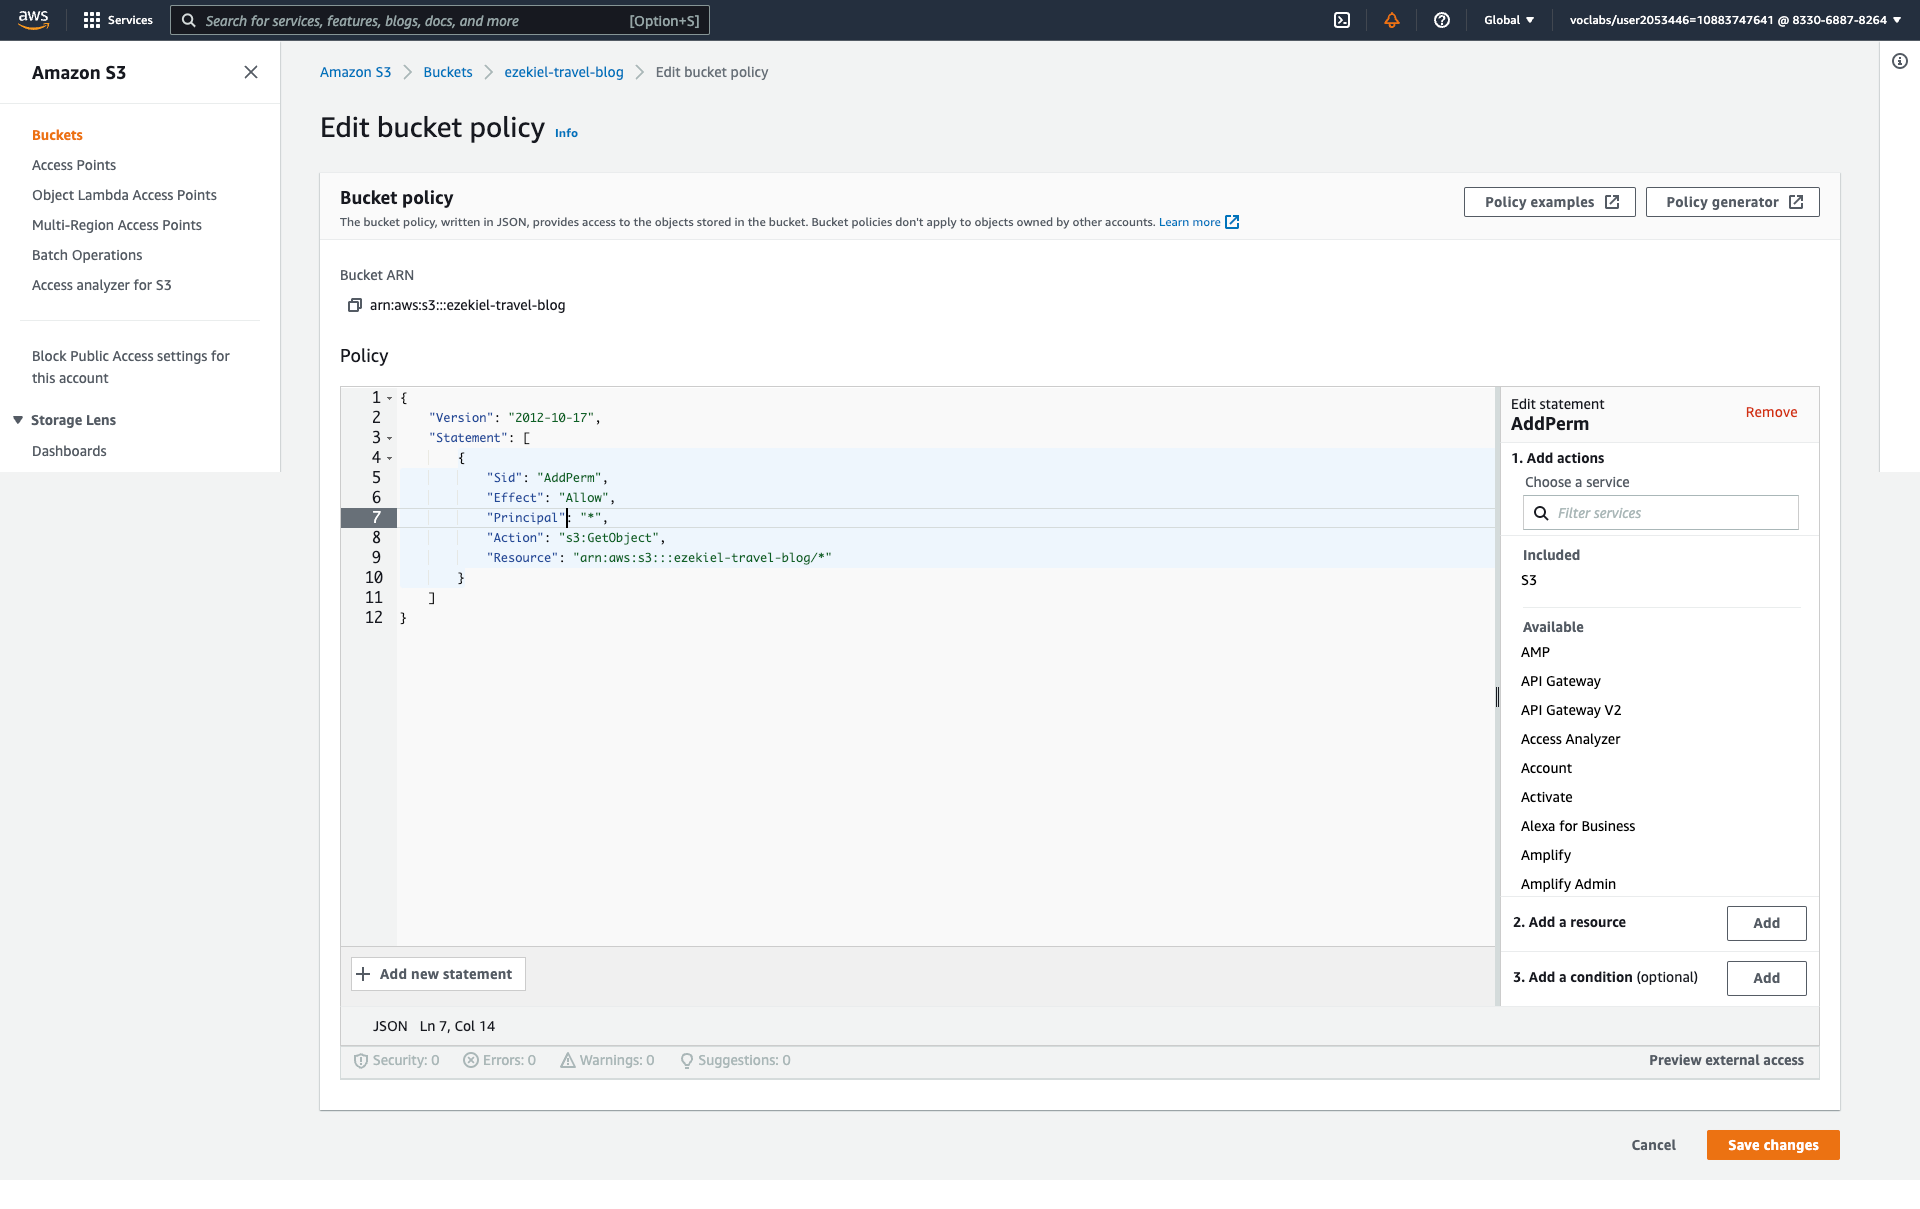 aws
Services
Search for services, features, blogs, docs, and more
[Option+S]
Global
voclabs/user2053446=10883747641 @ 8330-6887-8264
Amazon S3
Buckets
Access Points
Object Lambda Access Points
Multi-Region Access Points
Batch Operations
Access analyzer for S3
Block Public Access settings for
this account
Storage Lens
Dashboards
Amazon S3 > Buckets > ezekiel-travel-blog > Edit bucket policy
Edit bucket policy Info
Bucket policy
The bucket policy, written in JSON, provides access to the objects stored in the bucket. Bucket policies don't apply to objects owned by other accounts. Learn more
Policy examples
Policy generator
Bucket ARN
arn:aws:s3:::ezekiel-travel-blog
Policy
1 {
2 "Version": "2012-10-17",
3 "Statement": [
4 {
5 "Sid": "AddPerm",
6 "Effect": "Allow",
7 "Principal": "*",
8 "Action": "s3:GetObject",
9 "Resource": "arn:aws:s3:::ezekiel-travel-blog/*"
10 }
11 ]
12 }
Add new statement
JSON Ln 7, Col 14
Security: 0 Errors: 0 Warnings: 0 Suggestions: 0
Preview external access
Edit statement
AddPerm
Remove
1. Add actions
Choose a service
Filter services
Included
S3
Available
AMP
API Gateway
API Gateway V2
Access Analyzer
Account
Activate
Alexa for Business
Amplify
Amplify Admin
2. Add a resource
Add
3. Add a condition (optional)
Add
Cancel
Save changes